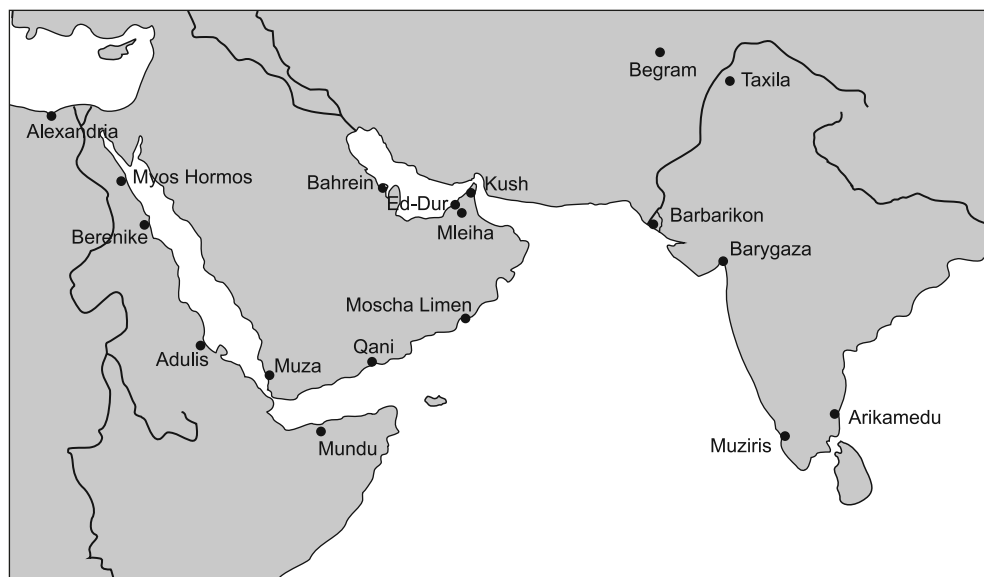 Begram
Taxila
Alexandria
Myos Hormos
Bahrein
Kush
Ed-Dur
Mleiha
Berenike
Barbarikon
Barygaza
Moscha Limen
Adulis
Qani
Muza
Mundu
Arikamedu
Muziris